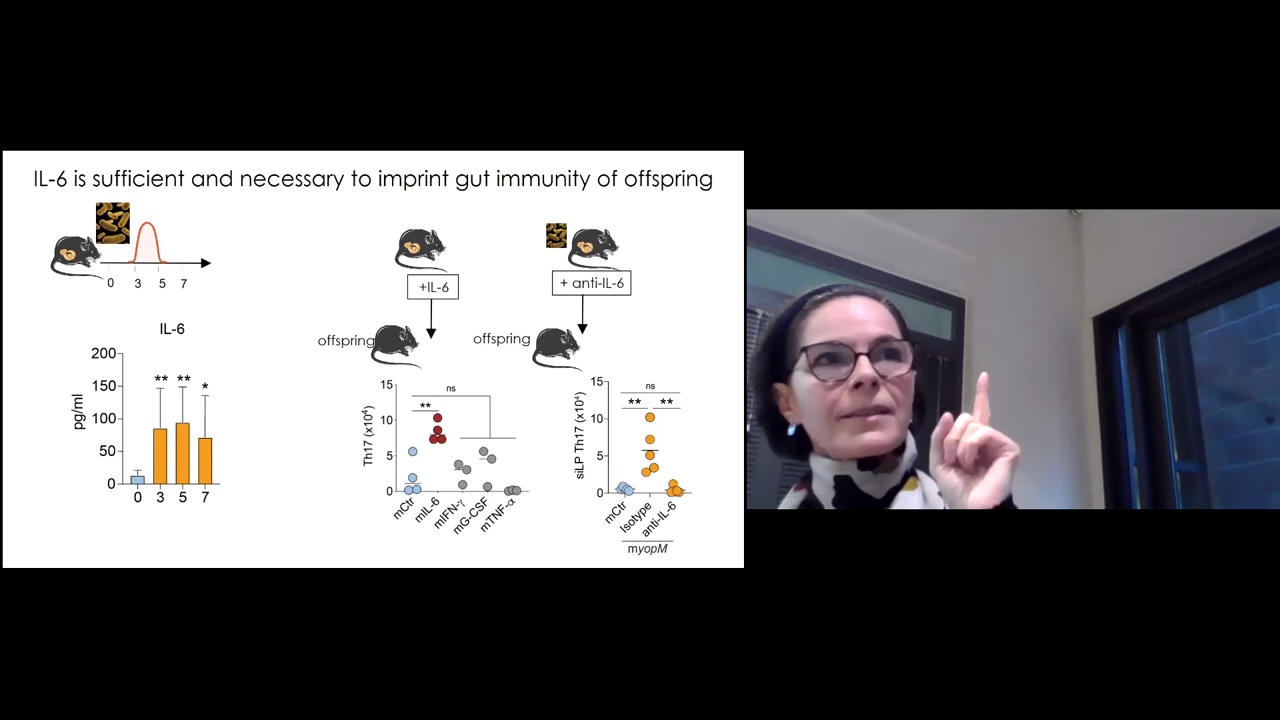 IL-6 is sufficient and necessary to imprint gut immunity of offspring
0 3 5 7
IL-6
pg/ml
200
150
100
50
0
** ** *
0 3 5 7
+IL-6
offspring
Th17 (x10⁴)
15
10
5
0
ns
**
mCtr mIL-6 mIFN-γ mG-CSF mTNF-α
+ anti-IL-6
offspring
siLP Th17 (x10⁴)
15
10
5
0
ns
** **
mCtr Isotype anti-IL-6
myopM